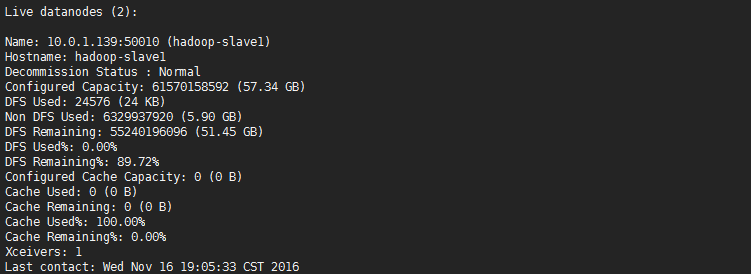 Live datanodes (2):
Name: 10.0.1.139:50010 (hadoop-slave1)
Hostname: hadoop-slave1
Decommission Status : Normal
Configured Capacity: 61570158592 (57.34 GB)
DFS Used: 24576 (24 KB)
Non DFS Used: 6329937920 (5.90 GB)
DFS Remaining: 55240196096 (51.45 GB)
DFS Used%: 0.00%
DFS Remaining%: 89.72%
Configured Cache Capacity: 0 (0 B)
Cache Used: 0 (0 B)
Cache Remaining: 0 (0 B)
Cache Used%: 100.00%
Cache Remaining%: 0.00%
Xceivers: 1
Last contact: Wed Nov 16 19:05:33 CST 2016